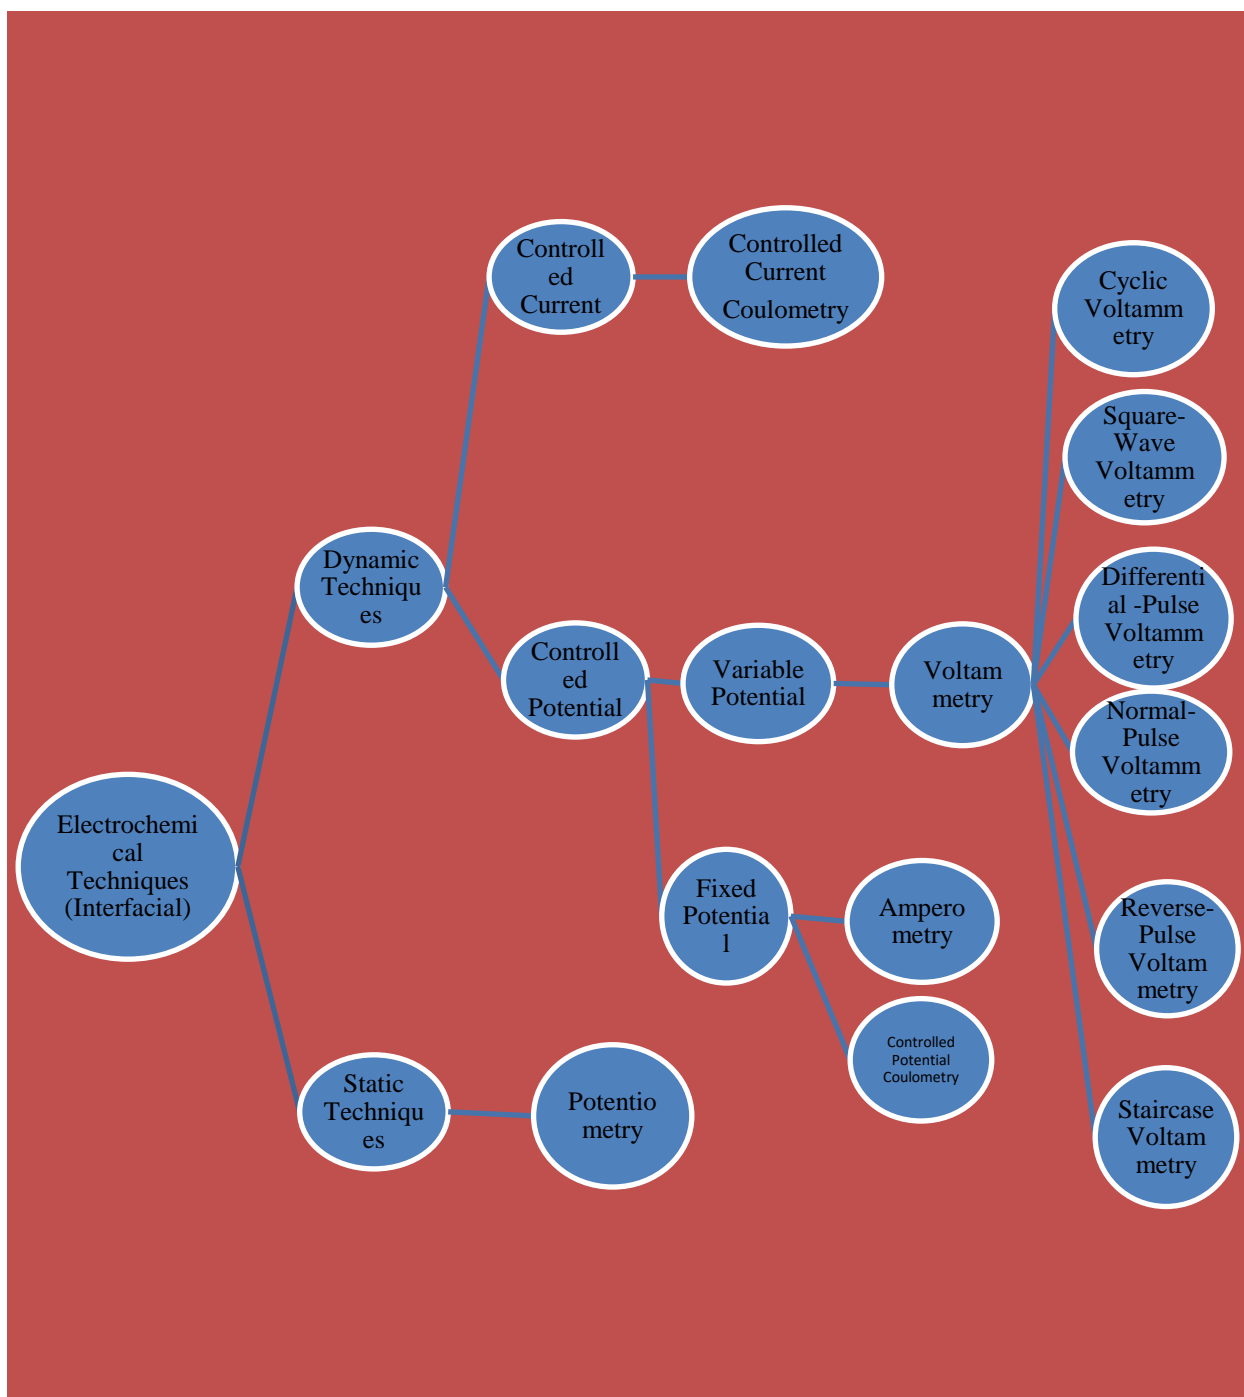 Controll
ed
Current
Controlled
Current
Coulometry
Cyclic
Voltamm
etry
Square-
Wave
Voltamm
etry
Dynamic
Techniqu
es
Differenti
al -Pulse
Voltamm
etry
Controll
ed
Potential
Variable
Potential
Voltam
metry
Normal-
Pulse
Voltamm
etry
Electrochemi
cal
Techniques
(Interfacial)
Fixed
Potentia
l
Ampero
metry
Reverse-
Pulse
Voltam
metry
Controlled
Potential
Coulometry
Static
Techniqu
es
Potentio
metry
Staircase
Voltam
metry